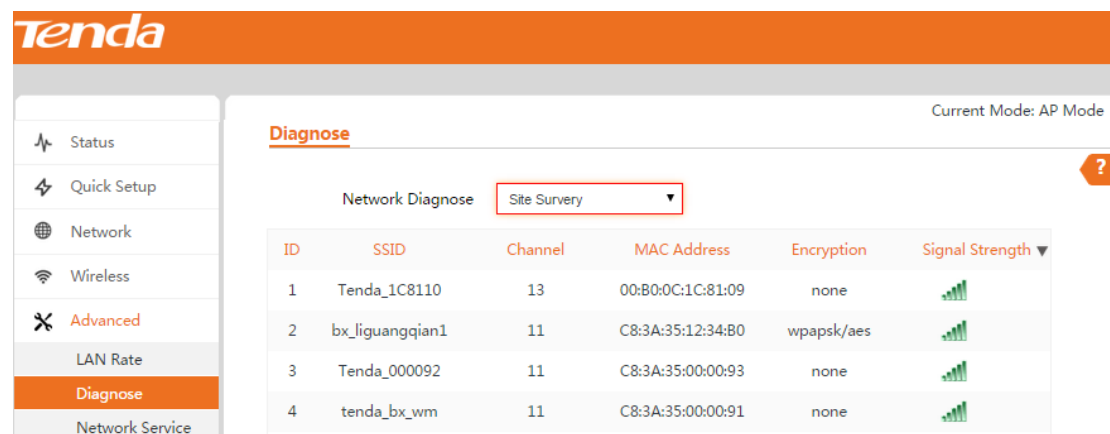 Tenda
Current Mode: AP Mode
Diagnose
?
Status
Quick Setup
Network
Wireless
Advanced
LAN Rate
Diagnose
Network Service
Network Diagnose Site Survery
ID SSID Channel MAC Address Encryption Signal Strength
1 Tenda_1C8110 13 00:B0:0C:1C:81:09 none
2 bx_liguangqian1 11 C8:3A:35:12:34:B0 wpapsk/aes
3 Tenda_000092 11 C8:3A:35:00:00:93 none
4 tenda_bx_wm 11 C8:3A:35:00:00:91 none